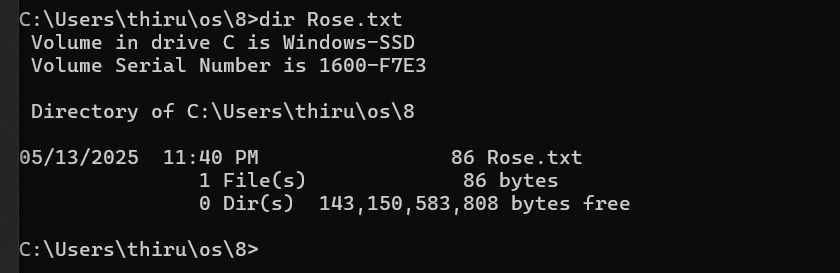 C:\Users\thiru\os\8>dir Rose.txt
 Volume in drive C is Windows-SSD
 Volume Serial Number is 1600-F7E3

 Directory of C:\Users\thiru\os\8

05/13/2025  11:40 PM                86 Rose.txt
               1 File(s)             86 bytes
               0 Dir(s)  143,150,583,808 bytes free

C:\Users\thiru\os\8>